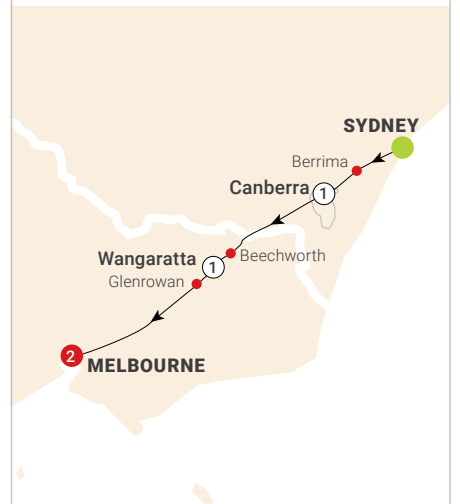 SYDNEY
Berrima
Canberra
1
Beechworth
Wangaratta
1
Glenrowan
2
MELBOURNE